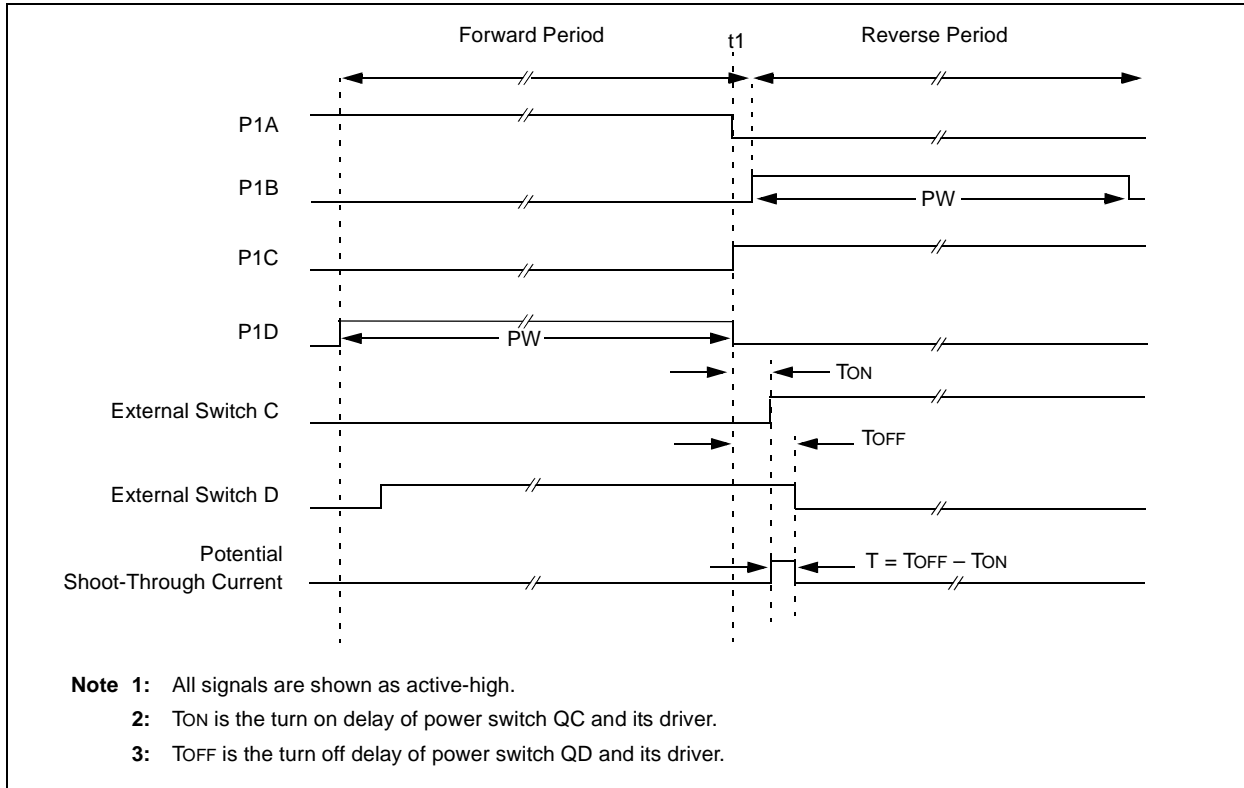 Forward Period
t1
Reverse Period
P1A
P1B
PW
P1C
P1D
PW
TON
External Switch C
TOFF
External Switch D
Potential
Shoot-Through Current
T = TOFF – TON
Note 1: All signals are shown as active-high.
2: TON is the turn on delay of power switch QC and its driver.
3: TOFF is the turn off delay of power switch QD and its driver.